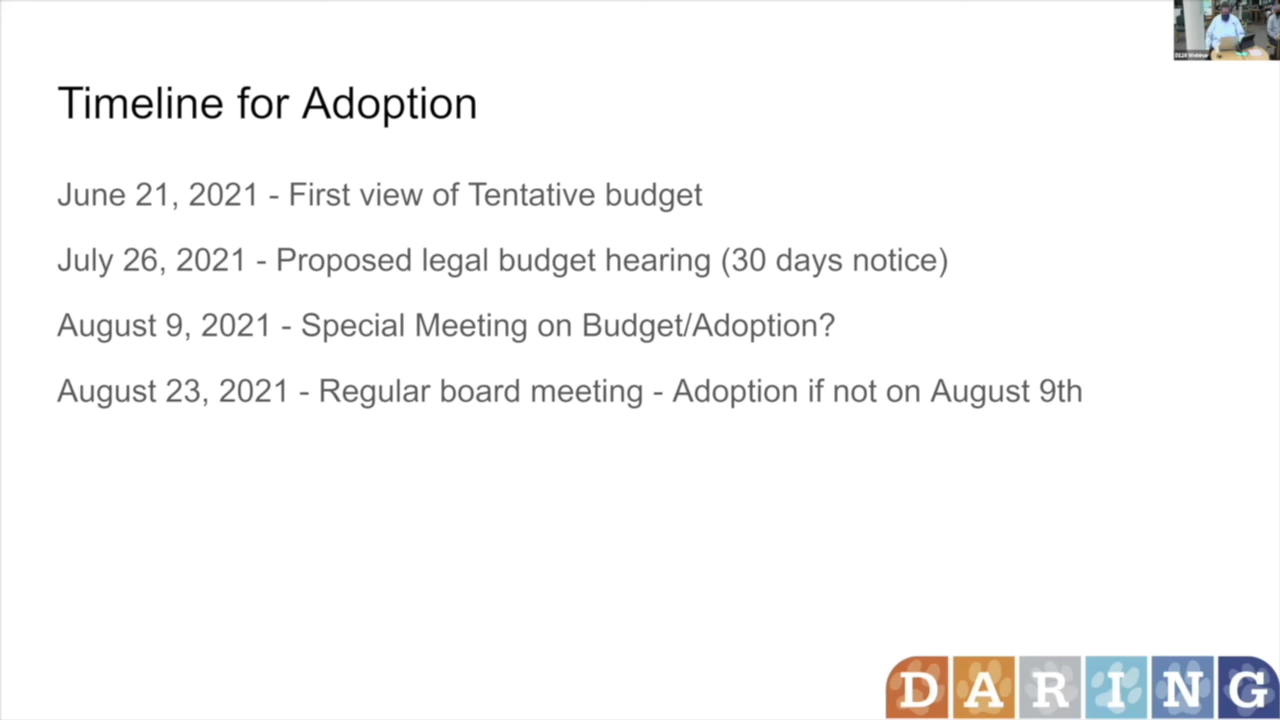 Timeline for Adoption
June 21, 2021 - First view of Tentative budget
July 26, 2021 - Proposed legal budget hearing (30 days notice)
August 9, 2021 - Special Meeting on Budget/Adoption?
August 23, 2021 - Regular board meeting - Adoption if not on August 9th
DARING